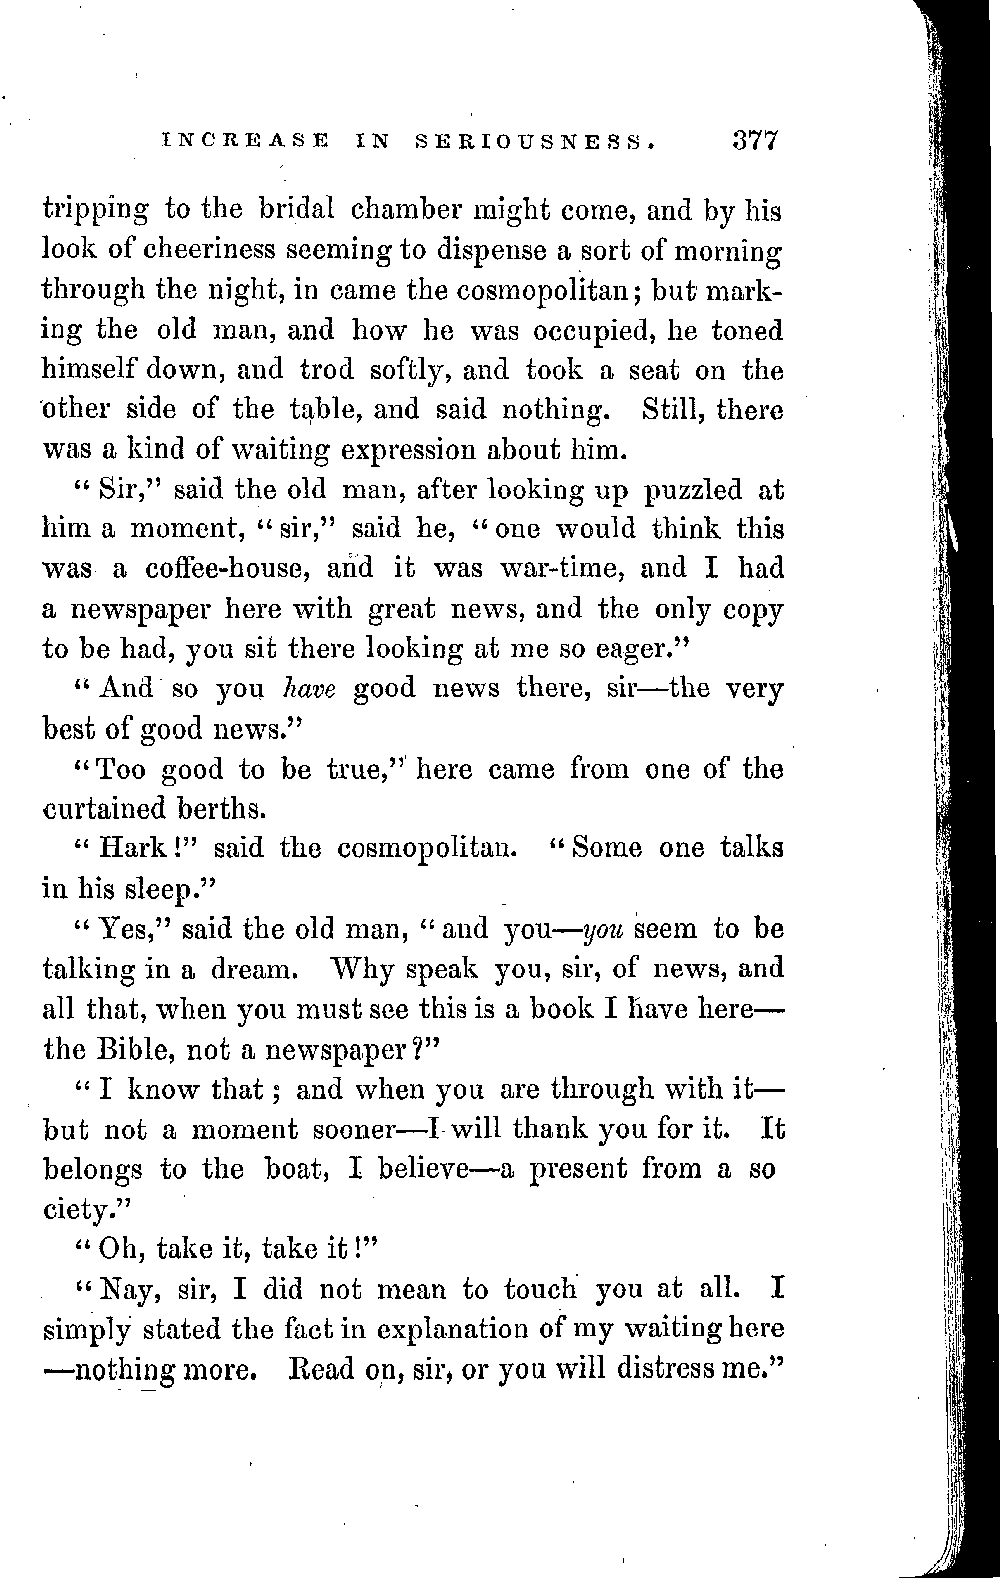 INCREASE IN SERIOUSNESS. 377
tripping to the bridal chamber might come, and by his
look of cheeriness seeming to dispense a sort of morning
through the night, in came the cosmopolitan; but mark-
ing the old man, and how he was occupied, he toned
himself down, and trod softly, and took a seat on the
other side of the table, and said nothing. Still, there
was a kind of waiting expression about him.
“Sir,” said the old man, after looking up puzzled at
him a moment, “sir,” said he, “one would think this
was a coffee-house, and it was war-time, and I had
a newspaper here with great news, and the only copy
to be had, you sit there looking at me so eager.”
“And so you have good news there, sir—the very
best of good news.”
“Too good to be true,” here came from one of the
curtained berths.
“Hark!” said the cosmopolitan. “Some one talks
in his sleep.”
“Yes,” said the old man, “and you—you seem to be
talking in a dream. Why speak you, sir, of news, and
all that, when you must see this is a book I have here—
the Bible, not a newspaper?”
“I know that; and when you are through with it—
but not a moment sooner—I will thank you for it. It
belongs to the boat, I believe—a present from a so
ciety.”
“Oh, take it, take it!”
“Nay, sir, I did not mean to touch you at all. I
simply stated the fact in explanation of my waiting here
—nothing more. Read on, sir, or you will distress me.”